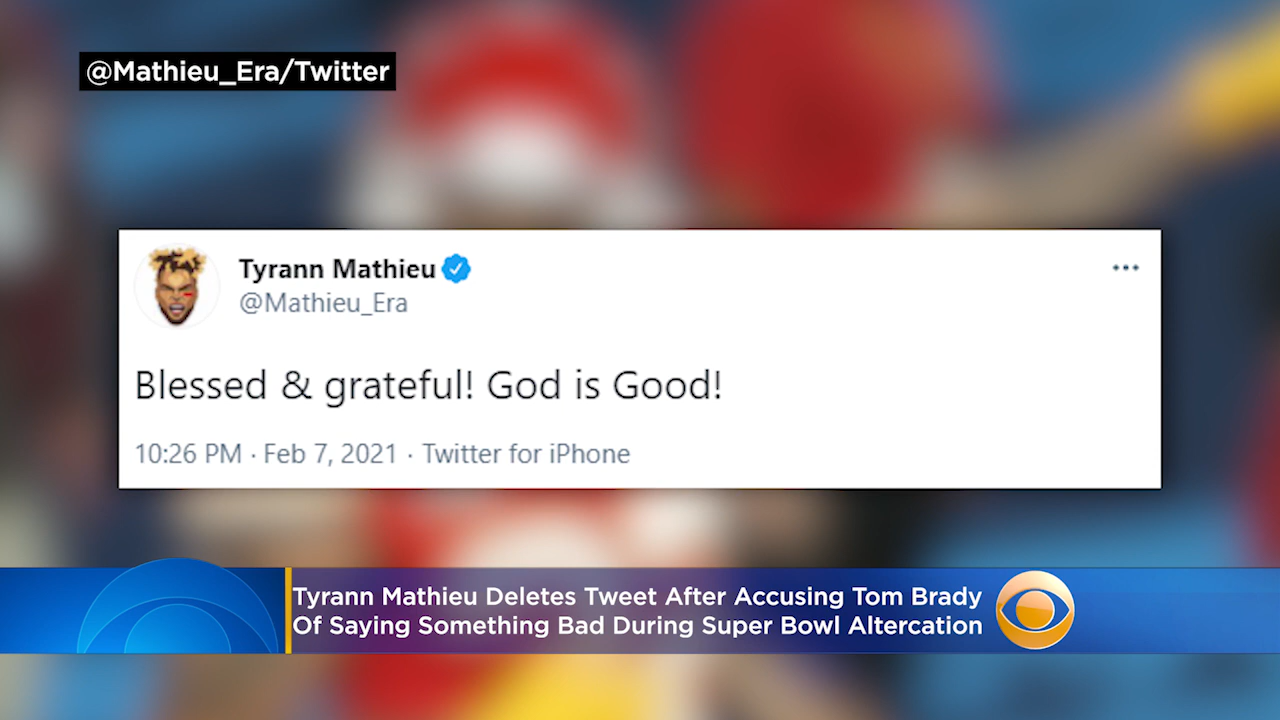 @Mathieu_Era/Twitter
Tyrann Mathieu
@Mathieu_Era
Blessed & grateful! God is Good!
10:26 PM · Feb 7, 2021 · Twitter for iPhone
Tyrann Mathieu Deletes Tweet After Accusing Tom Brady
Of Saying Something Bad During Super Bowl Altercation